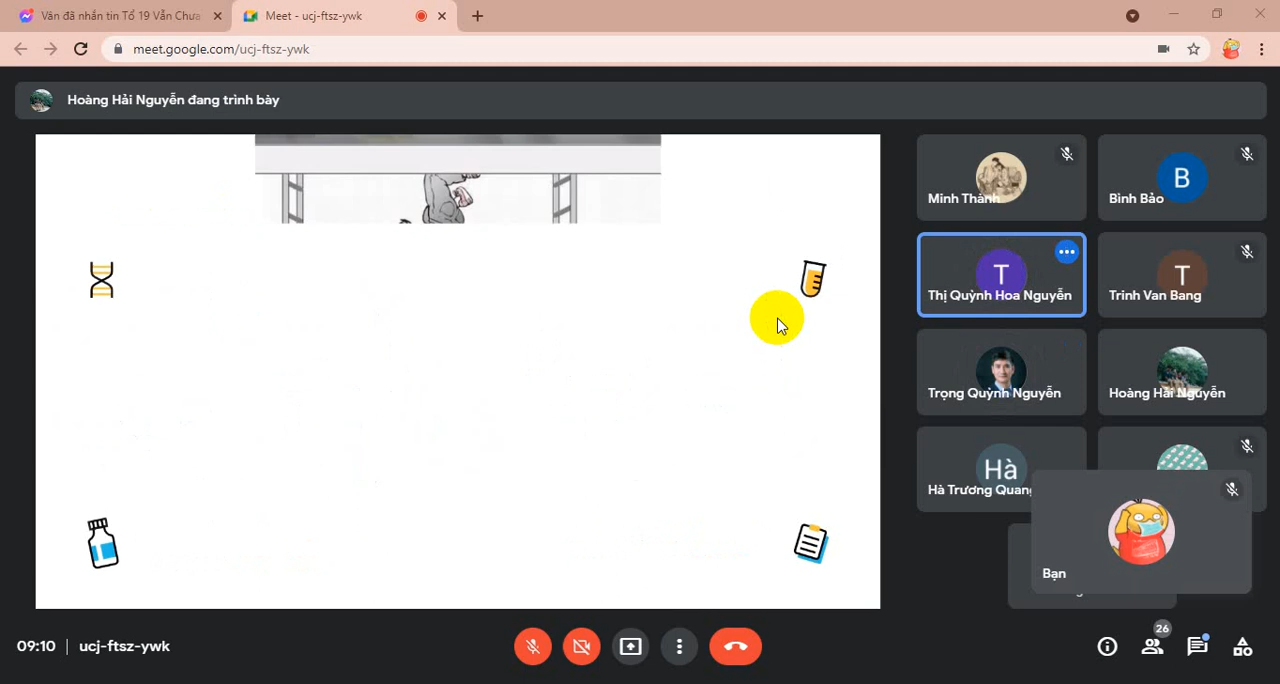 Vân đã nhắn tin Tổ 19 Vẫn Chưa
Meet - ucj-ftsz-ywk
meet.google.com/ucj-ftsz-ywk
Hoàng Hải Nguyễn đang trình bày
Minh Thành
B
Bình Bảo
T
Thị Quỳnh Hoa Nguyễn
T
Trinh Van Bang
Trọng Quỳnh Nguyễn
Hoàng Hải Nguyễn
Hà
Hà Trương Quang
Bạn
09:10
ucj-ftsz-ywk
26